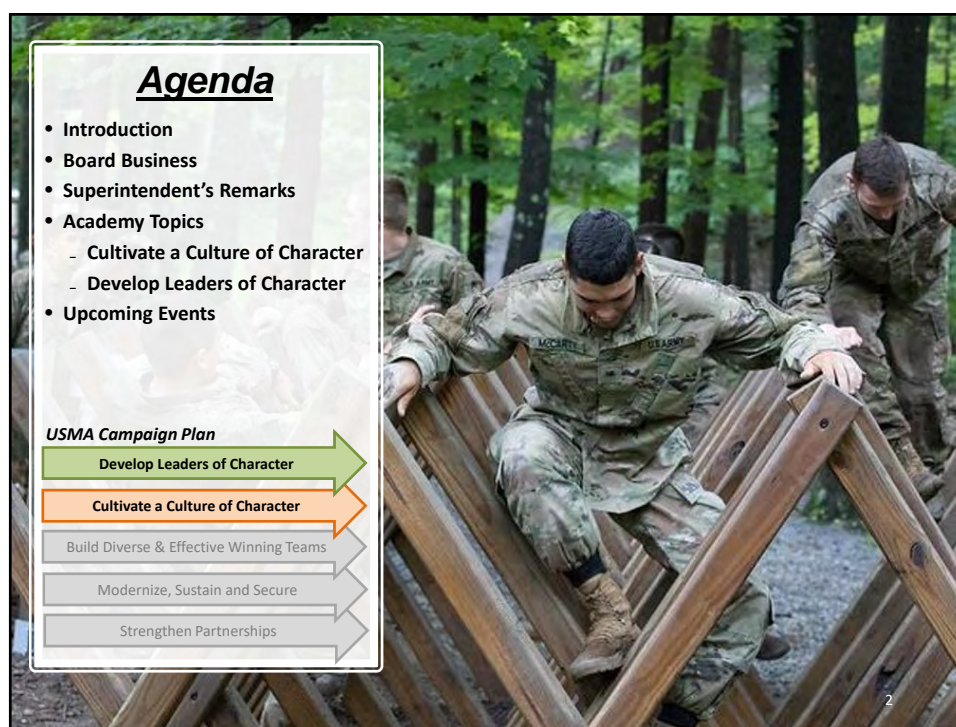 Agenda
• Introduction
• Board Business
• Superintendent's Remarks
• Academy Topics
– Cultivate a Culture of Character
– Develop Leaders of Character
• Upcoming Events
USMA Campaign Plan
Develop Leaders of Character
Cultivate a Culture of Character
Build Diverse & Effective Winning Teams
Modernize, Sustain and Secure
Strengthen Partnerships
U.S. ARMY
2